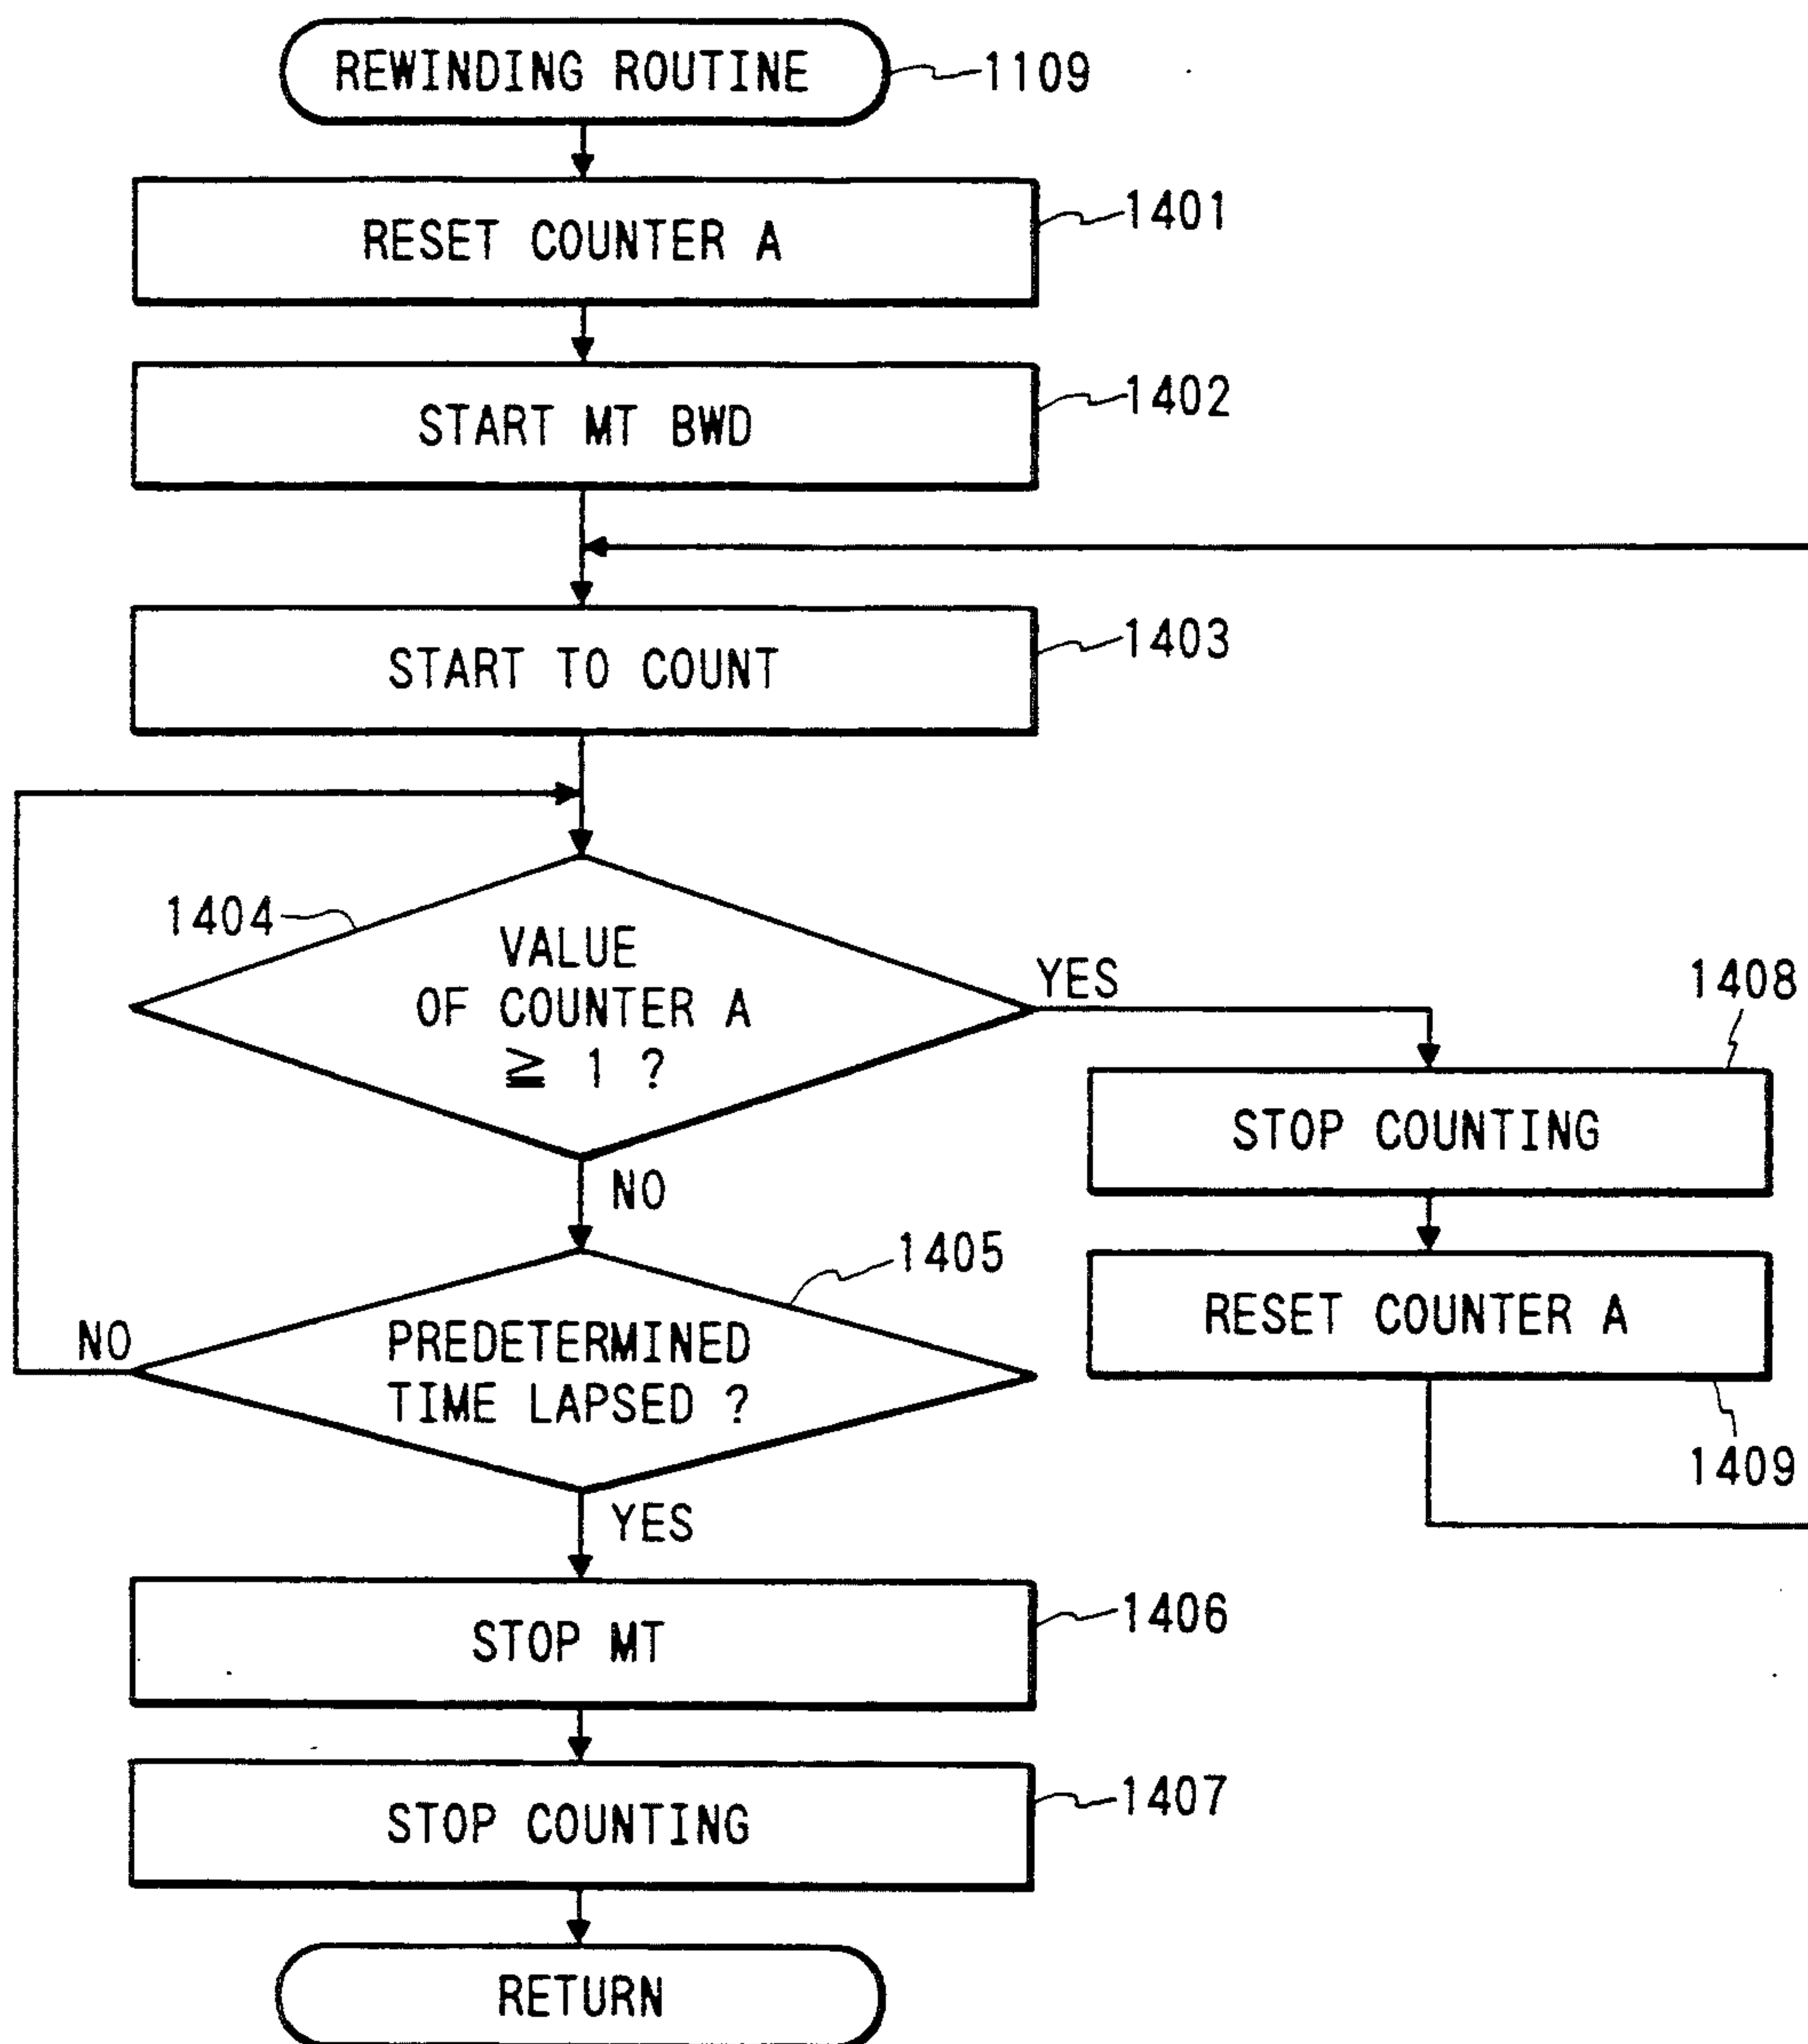 REWINDING ROUTINE
1109
RESET COUNTER A
1401
START MT BWD
1402
START TO COUNT
1403
1404
VALUE
OF COUNTER A
≧ 1 ?
YES
NO
1408
STOP COUNTING
RESET COUNTER A
1409
1405
PREDETERMINED
TIME LAPSED ?
NO
YES
STOP MT
1406
STOP COUNTING
1407
RETURN